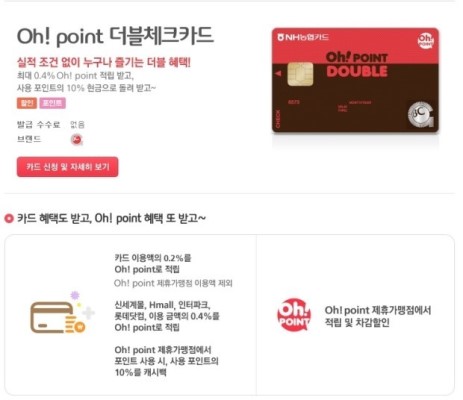 Oh! point 더블체크카드
실적 조건 없이 누구나 즐기는 더블 혜택!
최대 0.4% Oh! point 적립 받고,
사용 포인트의 10% 현금으로 돌려 받고~
할인 포인트
발급 수수료 없음
브랜드
카드 신청 및 자세히 보기
NH농협카드
Oh! POINT
DOUBLE
Oh! POINT
CHECK
BC
카드 혜택도 받고, Oh! point 혜택 또 받고~
카드 이용액의 0.2%를
Oh! point로 적립
Oh! point 제휴가맹점 이용액 제외
신세계몰, Hmall, 인터파크,
롯데닷컴, 이용 금액의 0.4%를
Oh! point로 적립
Oh! point 제휴가맹점에서
포인트 사용 시, 사용 포인트의
10%를 캐시백
Oh! POINT
Oh! point 제휴가맹점에서
적립 및 차감할인